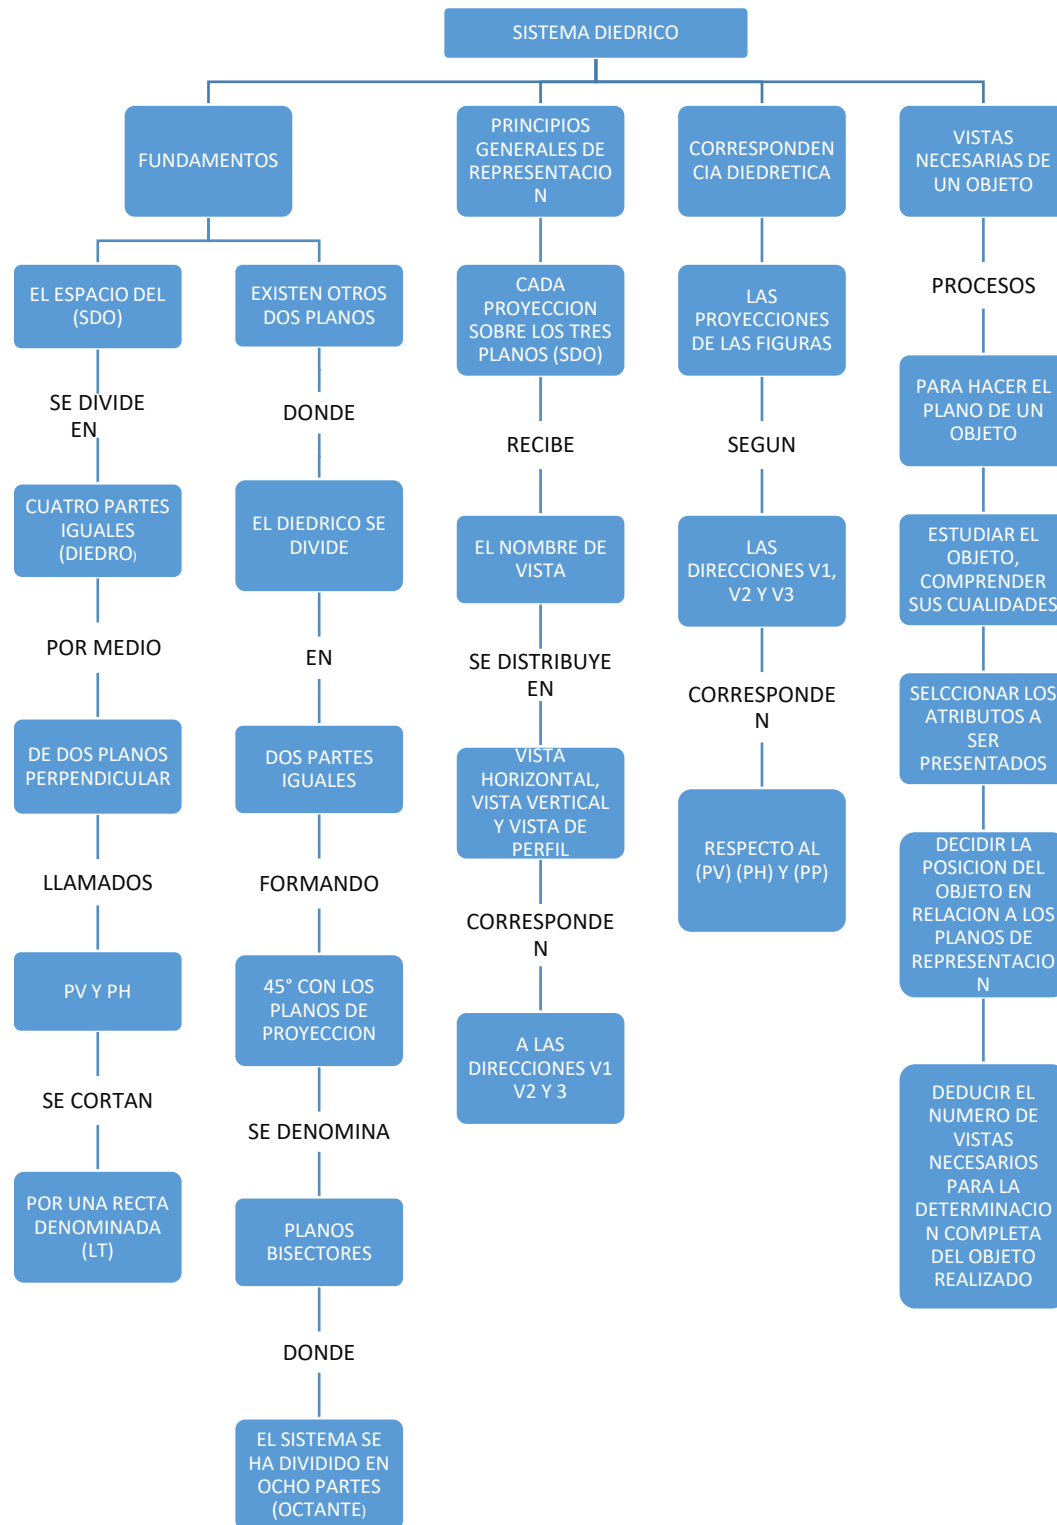 SISTEMA DIEDRICO
FUNDAMENTOS
EL ESPACIO DEL
(SDO)
SE DIVIDE
EN
CUATRO PARTES
IGUALES
(DIEDRO)
POR MEDIO
DE DOS PLANOS
PERPENDICULAR
LLAMADOS
PV Y PH
SE CORTAN
POR UNA RECTA
DENOMINADA
(LT)
EXISTEN OTROS
DOS PLANOS
DONDE
EL DIEDRICO SE
DIVIDE
EN
DOS PARTES
IGUALES
FORMANDO
45° CON LOS
PLANOS DE
PROYECCION
SE DENOMINA
PLANOS
BISECTORES
DONDE
EL SISTEMA SE
HA DIVIDIDO EN
OCHO PARTES
(OCTANTE)
PRINCIPIOS
GENERALES DE
REPRESENTACIO
N
CADA
PROYECCION
SOBRE LOS TRES
PLANOS (SDO)
RECIBE
EL NOMBRE DE
VISTA
SE DISTRIBUYE
EN
VISTA
HORIZONTAL,
VISTA VERTICAL
Y VISTA DE
PERFIL
CORRESPONDE
N
A LAS
DIRECCIONES V1
V2 Y 3
CORRESPONDEN
CIA DIEDRETICA
LAS
PROYECCIONES
DE LAS FIGURAS
SEGUN
LAS
DIRECCIONES V1,
V2 Y V3
CORRESPONDE
N
RESPECTO AL
(PV) (PH) Y (PP)
VISTAS
NECESARIAS DE
UN OBJETO
PROCESOS
PARA HACER EL
PLANO DE UN
OBJETO
ESTUDIAR EL
OBJETO,
COMPRENDER
SUS CUALIDADES
SELCCIONAR LOS
ATRIBUTOS A
SER
PRESENTADOS
DECIDIR LA
POSICION DEL
OBJETO EN
RELACION A LOS
PLANOS DE
REPRESENTACIO
N
DEDUCIR EL
NUMERO DE
VISTAS
NECESARIOS
PARA LA
DETERMINACIO
N COMPLETA
DEL OBJETO
REALIZADO